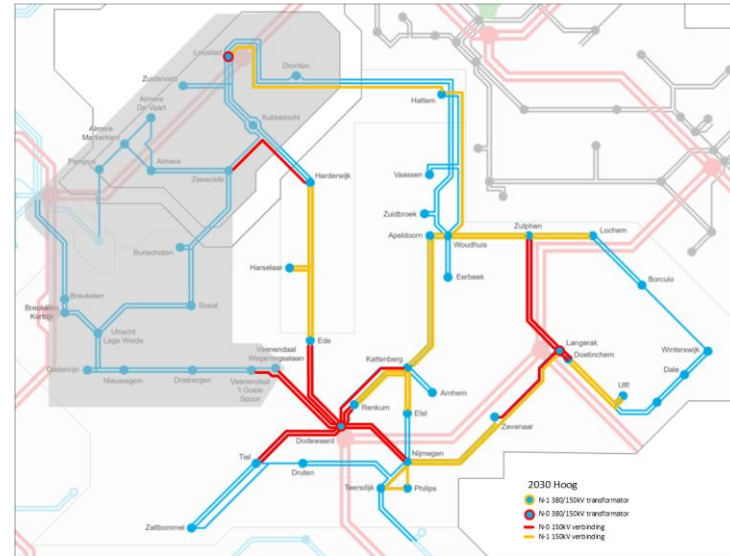 Lelystad
Dronten
Zuiderveld
Hattem
Almere
De Vaart
Kubbetocht
Almere
Markerkant
Pampus
Almere
Zeewolde
Harderwijk
Vaassen
Zuidbroek
Apeldoorn
Woudhuis
Zutphen
Lochem
Bunschoten
Harselaar
Eerbeek
Borculo
Breukelen
Soest
Breukelen
Kortrijk
Utrecht
Lage Weide
Veenendaal
Wageningselaan
Ede
Kattenberg
Langerak
Doetinchem
Winterswijk
Dale
Oudenrijn
Nieuwegein
Driebergen
Veenendaal
't Goeie
Spoor
Renkum
Arnhem
Ulft
Elst
Zevenaar
Dodewaard
Tiel
Druten
Nijmegen
Teersdijk
Philips
Zaltbommel
2030 Hoog
N-1 380/150kV transformator
N-0 380/150kV transformator
N-0 150kV verbinding
N-1 150kV verbinding